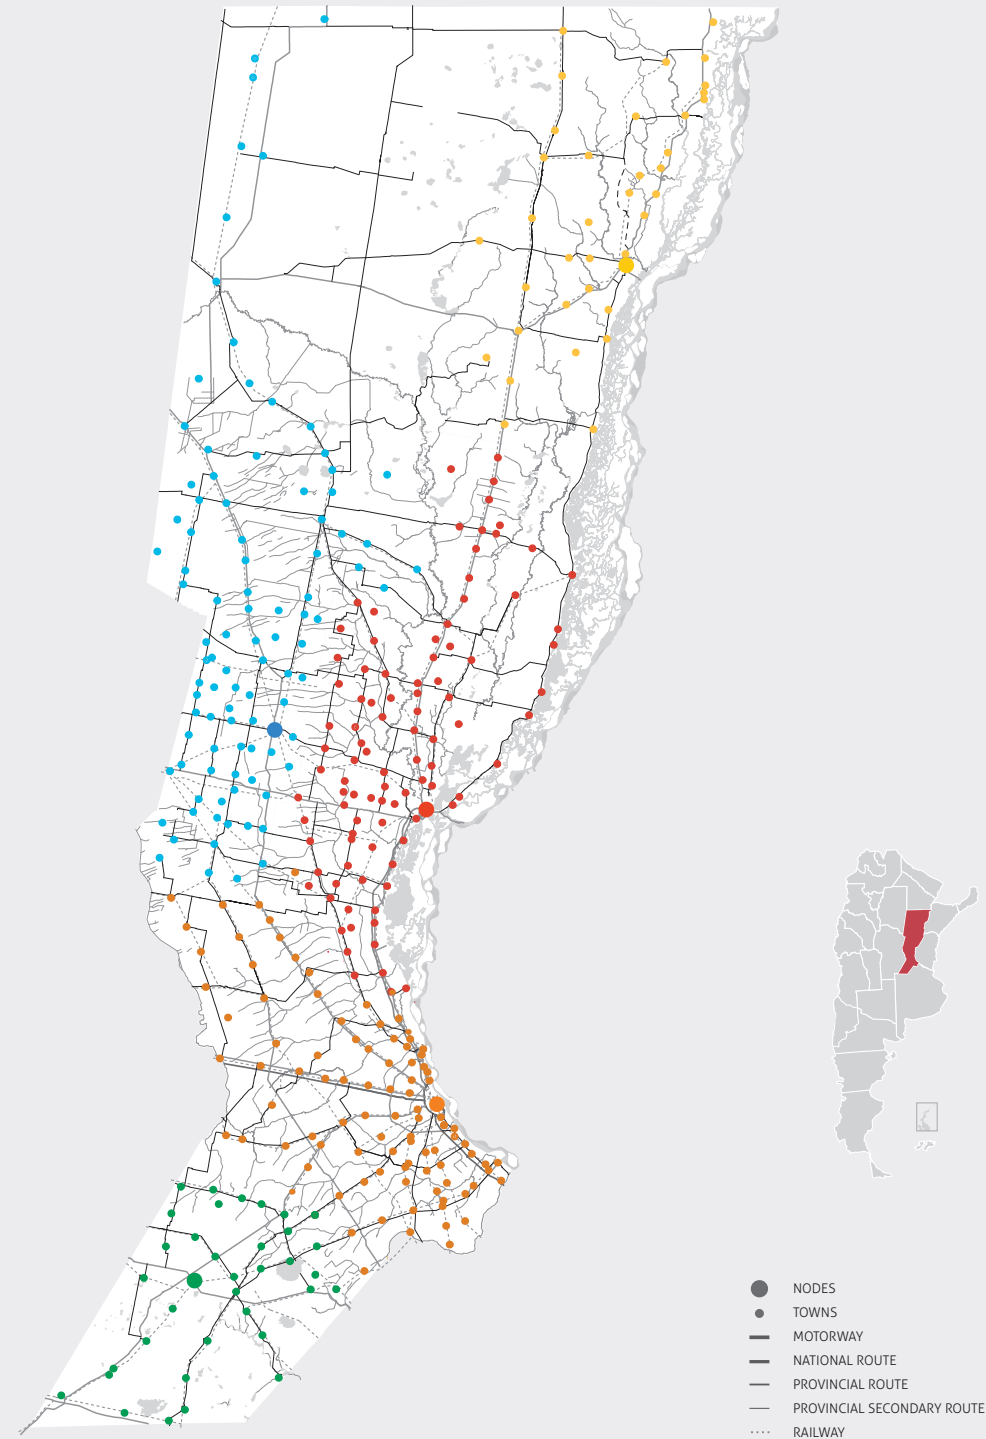 NODES
TOWNS
MOTORWAY
NATIONAL ROUTE
PROVINCIAL ROUTE
PROVINCIAL SECONDARY ROUTE
RAILWAY